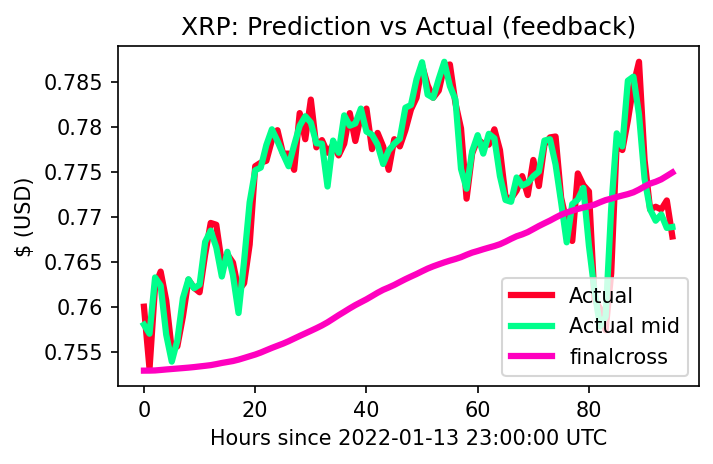 XRP: Prediction vs Actual (feedback)
$ (USD)
0.785
0.78
0.775
0.77
0.765
0.76
0.755
Actual
Actual mid
finalcross
0 20 40 60 80
Hours since 2022-01-13 23:00:00 UTC